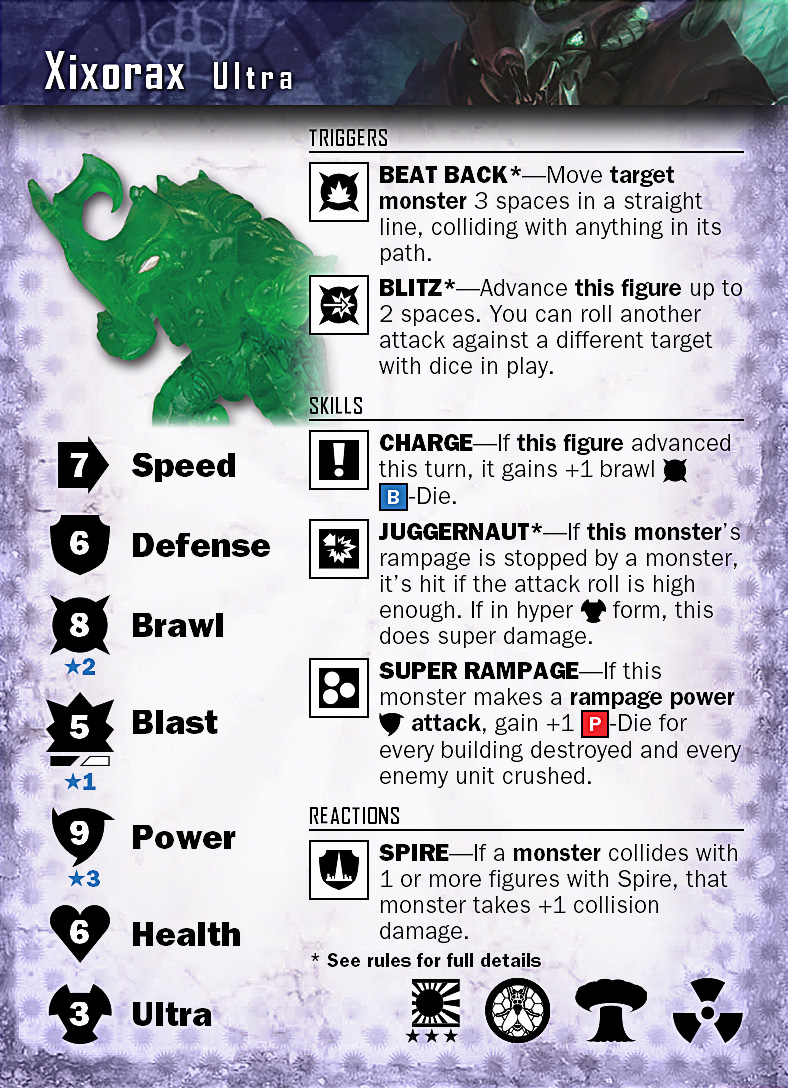 Xixorax Ultra
TRIGGERS
BEAT BACK*—Move target
monster 3 spaces in a straight
line, colliding with anything in its
path.
BLITZ*—Advance this figure up to
2 spaces. You can roll another
attack against a different target
with dice in play.
SKILLS
CHARGE—If this figure advanced
this turn, it gains +1 brawl
B-Die.
JUGGERNAUT*—If this monster's
rampage is stopped by a monster,
it's hit if the attack roll is high
enough. If in hyper form, this
does super damage.
SUPER RAMPAGE—If this
monster makes a rampage power
attack, gain +1 P-Die for
every building destroyed and every
enemy unit crushed.
REACTIONS
SPIRE—If a monster collides with
1 or more figures with Spire, that
monster takes +1 collision
damage.
* See rules for full details
7 Speed
6 Defense
8 Brawl
★2
5 Blast
★1
9 Power
★3
6 Health
3 Ultra
★★★